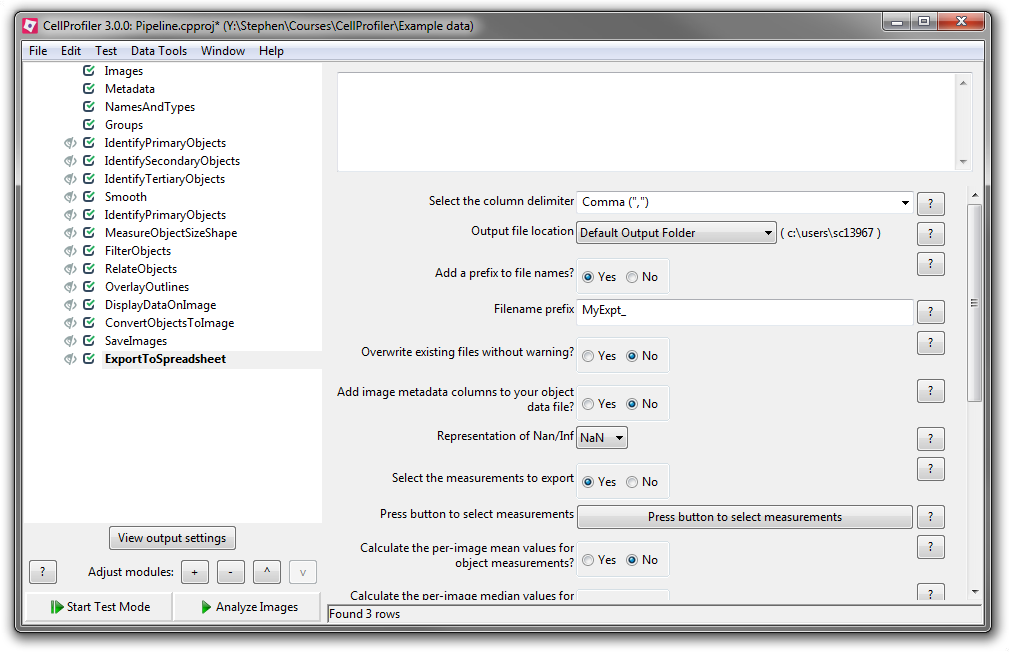 CellProfiler 3.0.0: Pipeline.cpproj* (Y:\Stephen\Courses\CellProfiler\Example data)
File Edit Test Data Tools Window Help
Images
Metadata
NamesAndTypes
Groups
IdentifyPrimaryObjects
IdentifySecondaryObjects
IdentifyTertiaryObjects
Smooth
IdentifyPrimaryObjects
MeasureObjectSizeShape
FilterObjects
RelateObjects
OverlayOutlines
DisplayDataOnImage
ConvertObjectsToImage
SaveImages
ExportToSpreadsheet
View output settings
? Adjust modules: + - ^ v
Start Test Mode Analyze Images
Select the column delimiter Comma (",") ?
Output file location Default Output Folder ( c:\users\sc13967 ) ?
Add a prefix to file names? Yes No ?
Filename prefix MyExpt_ ?
Overwrite existing files without warning? Yes No ?
Add image metadata columns to your object
data file? Yes No ?
Representation of Nan/Inf NaN ?
Select the measurements to export Yes No ?
Press button to select measurements Press button to select measurements ?
Calculate the per-image mean values for
object measurements? Yes No ?
Calculate the per-image median values for ?
Found 3 rows